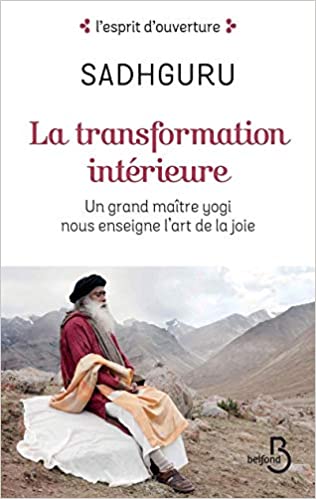 l'esprit d'ouverture
SADHGURU
La transformation
intérieure
Un grand maître yogi
nous enseigne l'art de la joie
belfond